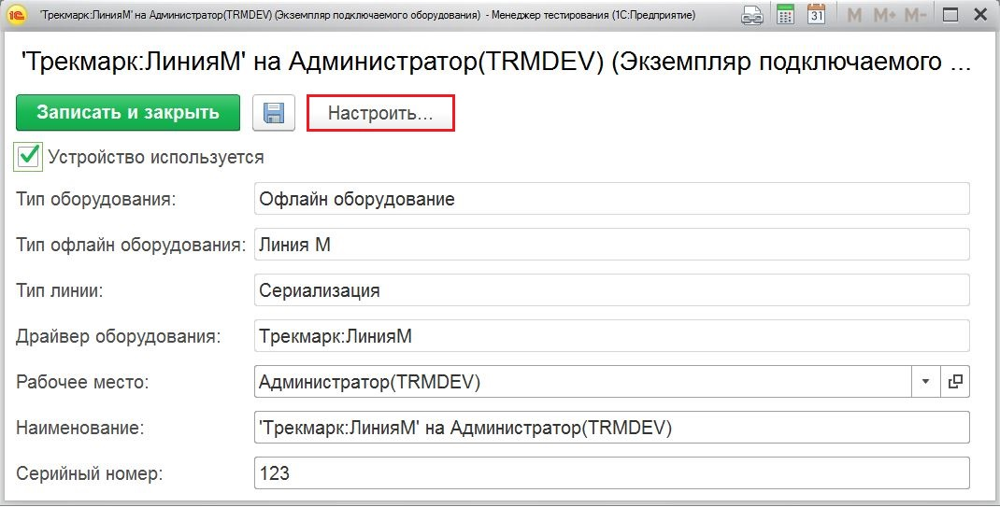 'Трекмарк:ЛинияМ' на Администратор(TRMDEV) (Экземпляр подключаемого оборудования) - Менеджер тестирования (1С:Предприятие)
31 M M+ M-
'Трекмарк:ЛинияМ' на Администратор(TRMDEV) (Экземпляр подключаемого ...
Записать и закрыть Настроить...
Устройство используется
Тип оборудования: Офлайн оборудование
Тип офлайн оборудования: Линия М
Тип линии: Сериализация
Драйвер оборудования: Трекмарк:ЛинияМ
Рабочее место: Администратор(TRMDEV)
Наименование: 'Трекмарк:ЛинияМ' на Администратор(TRMDEV)
Серийный номер: 123